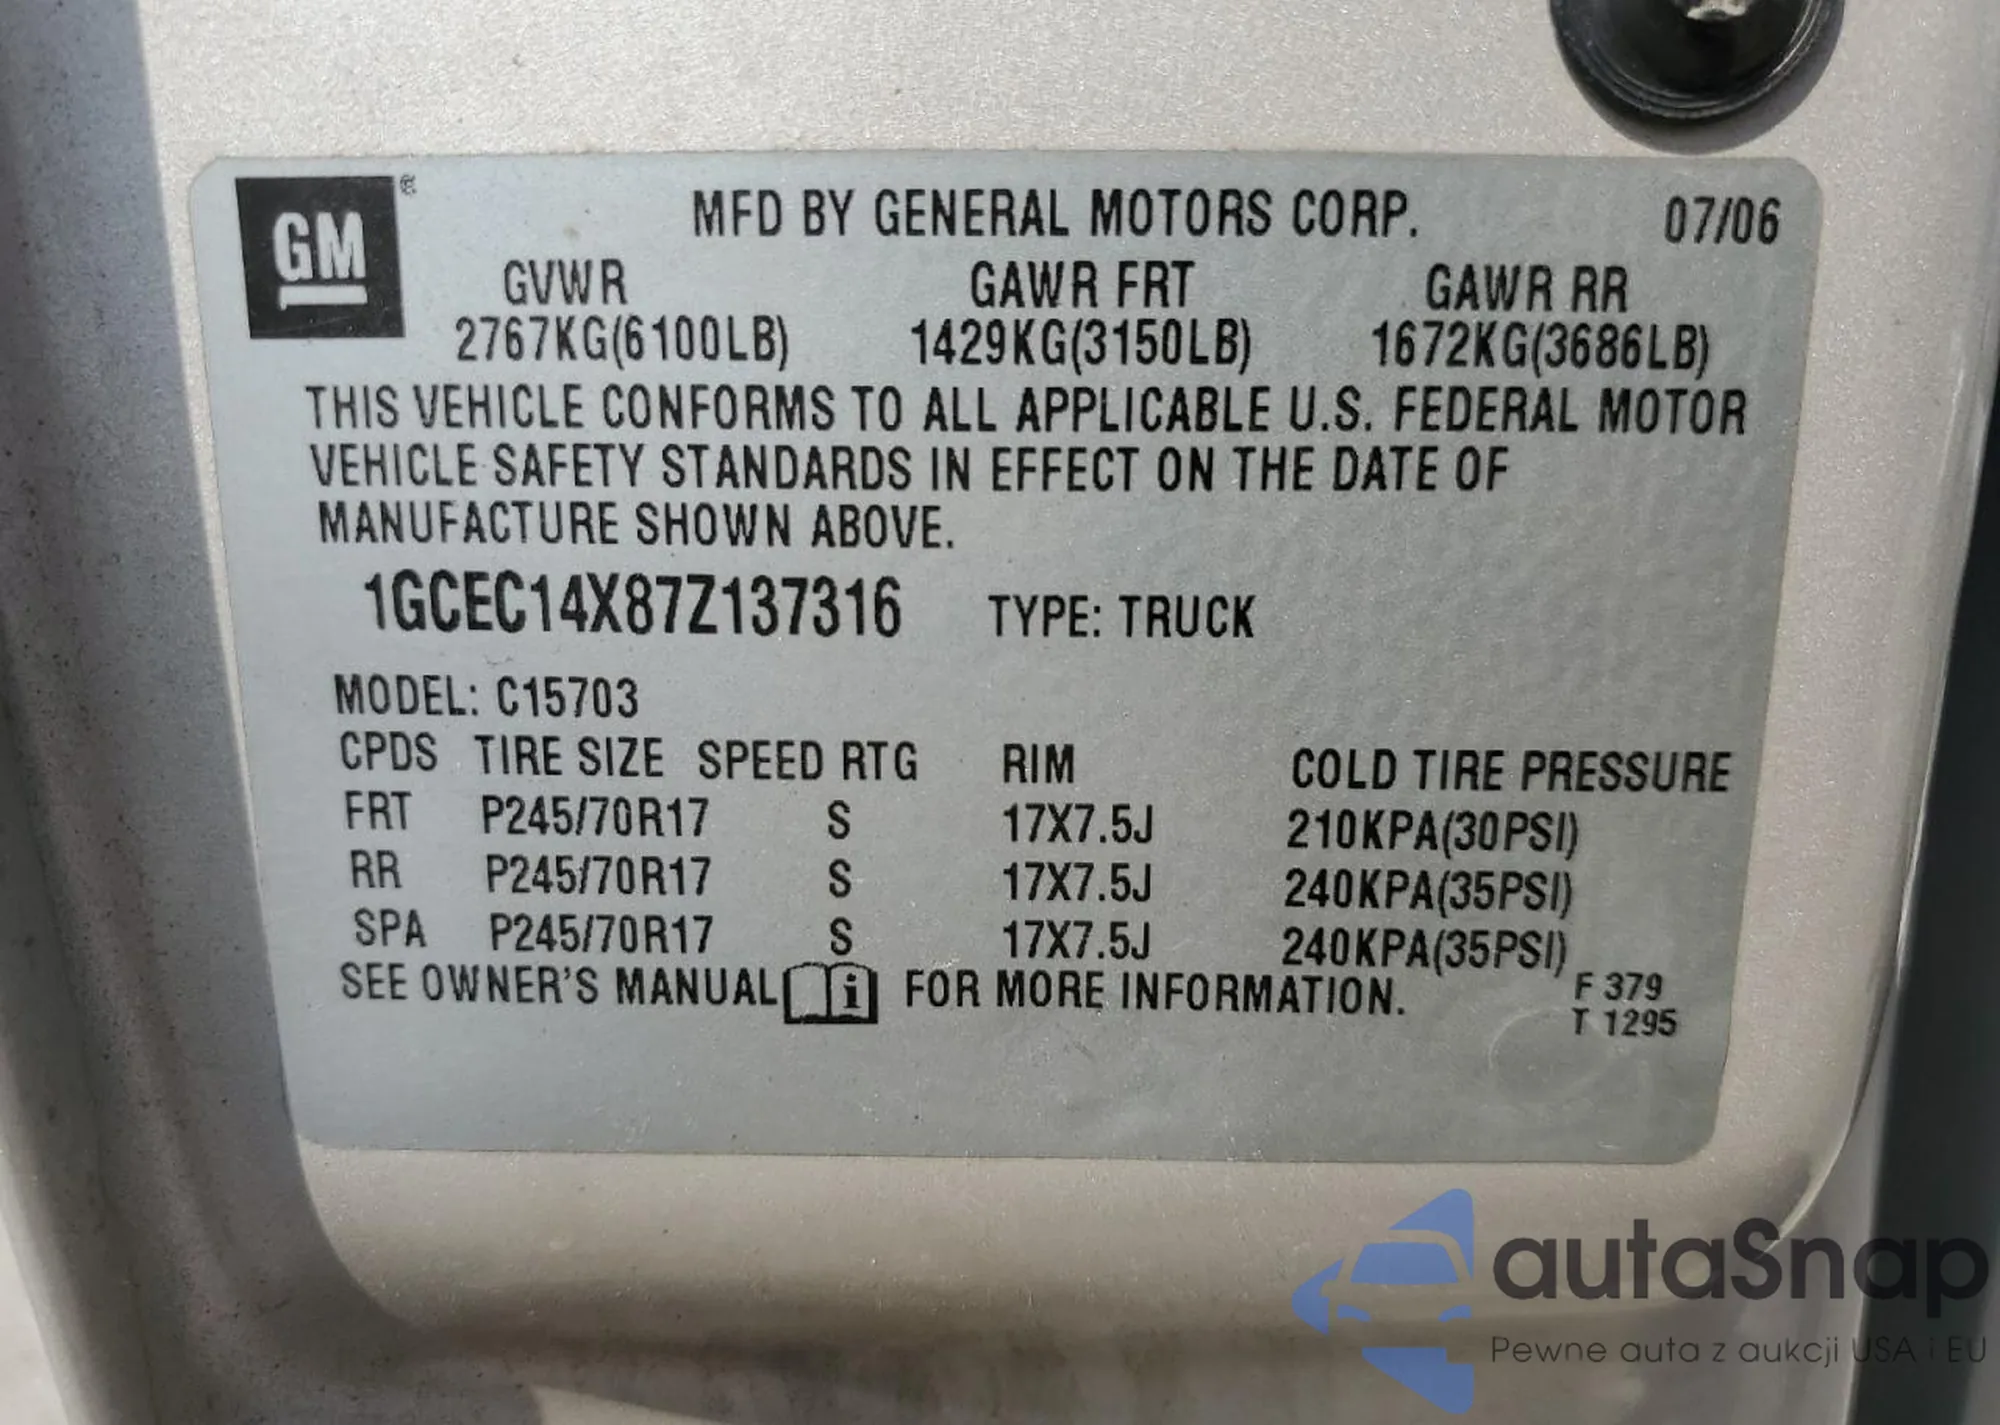 GM ®
MFD BY GENERAL MOTORS CORP. 07/06
GVWR GAWR FRT GAWR RR
2767KG(6100LB) 1429KG(3150LB) 1672KG(3686LB)
THIS VEHICLE CONFORMS TO ALL APPLICABLE U.S. FEDERAL MOTOR
VEHICLE SAFETY STANDARDS IN EFFECT ON THE DATE OF
MANUFACTURE SHOWN ABOVE.
1GCEC14X87Z137316 TYPE: TRUCK
MODEL: C15703
CPDS TIRE SIZE SPEED RTG RIM COLD TIRE PRESSURE
FRT P245/70R17 S 17X7.5J 210KPA(30PSI)
RR P245/70R17 S 17X7.5J 240KPA(35PSI)
SPA P245/70R17 S 17X7.5J 240KPA(35PSI)
SEE OWNER'S MANUAL i FOR MORE INFORMATION.
F 379
T 1295
autaSnap
Pewne auta z aukcji USA i EU